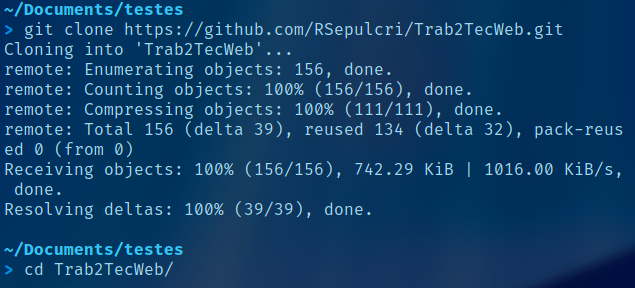 ~/Documents/testes
> git clone https://github.com/RSepulcri/Trab2TecWeb.git
Cloning into 'Trab2TecWeb'...
remote: Enumerating objects: 156, done.
remote: Counting objects: 100% (156/156), done.
remote: Compressing objects: 100% (111/111), done.
remote: Total 156 (delta 39), reused 134 (delta 32), pack-reus
ed 0 (from 0)
Receiving objects: 100% (156/156), 742.29 KiB | 1016.00 KiB/s,
 done.
Resolving deltas: 100% (39/39), done.
~/Documents/testes
> cd Trab2TecWeb/